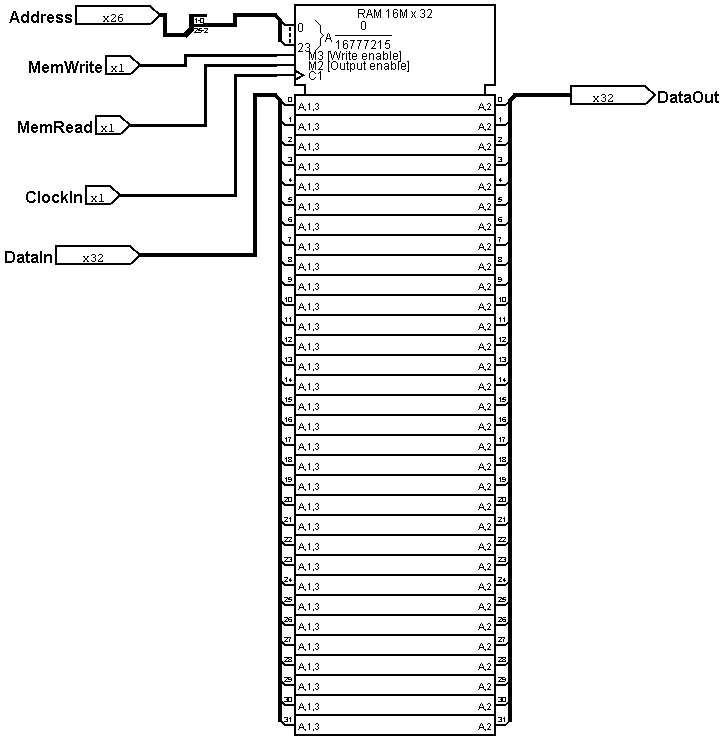 Address x26 1-0 RAM 16M x 32
25-2
0 A 0
23 16777215
MemWrite x1 M3 [Write enable]
M2 [Output enable]
C1
MemRead x1
ClockIn x1
DataIn x32
x32 DataOut
0 A,1,3 A,2 0
1 A,1,3 A,2 1
2 A,1,3 A,2 2
3 A,1,3 A,2 3
4 A,1,3 A,2 4
5 A,1,3 A,2 5
6 A,1,3 A,2 6
7 A,1,3 A,2 7
8 A,1,3 A,2 8
9 A,1,3 A,2 9
10 A,1,3 A,2 10
11 A,1,3 A,2 11
12 A,1,3 A,2 12
13 A,1,3 A,2 13
14 A,1,3 A,2 14
15 A,1,3 A,2 15
16 A,1,3 A,2 16
17 A,1,3 A,2 17
18 A,1,3 A,2 18
19 A,1,3 A,2 19
20 A,1,3 A,2 20
21 A,1,3 A,2 21
22 A,1,3 A,2 22
23 A,1,3 A,2 23
24 A,1,3 A,2 24
25 A,1,3 A,2 25
26 A,1,3 A,2 26
27 A,1,3 A,2 27
28 A,1,3 A,2 28
29 A,1,3 A,2 29
30 A,1,3 A,2 30
31 A,1,3 A,2 31